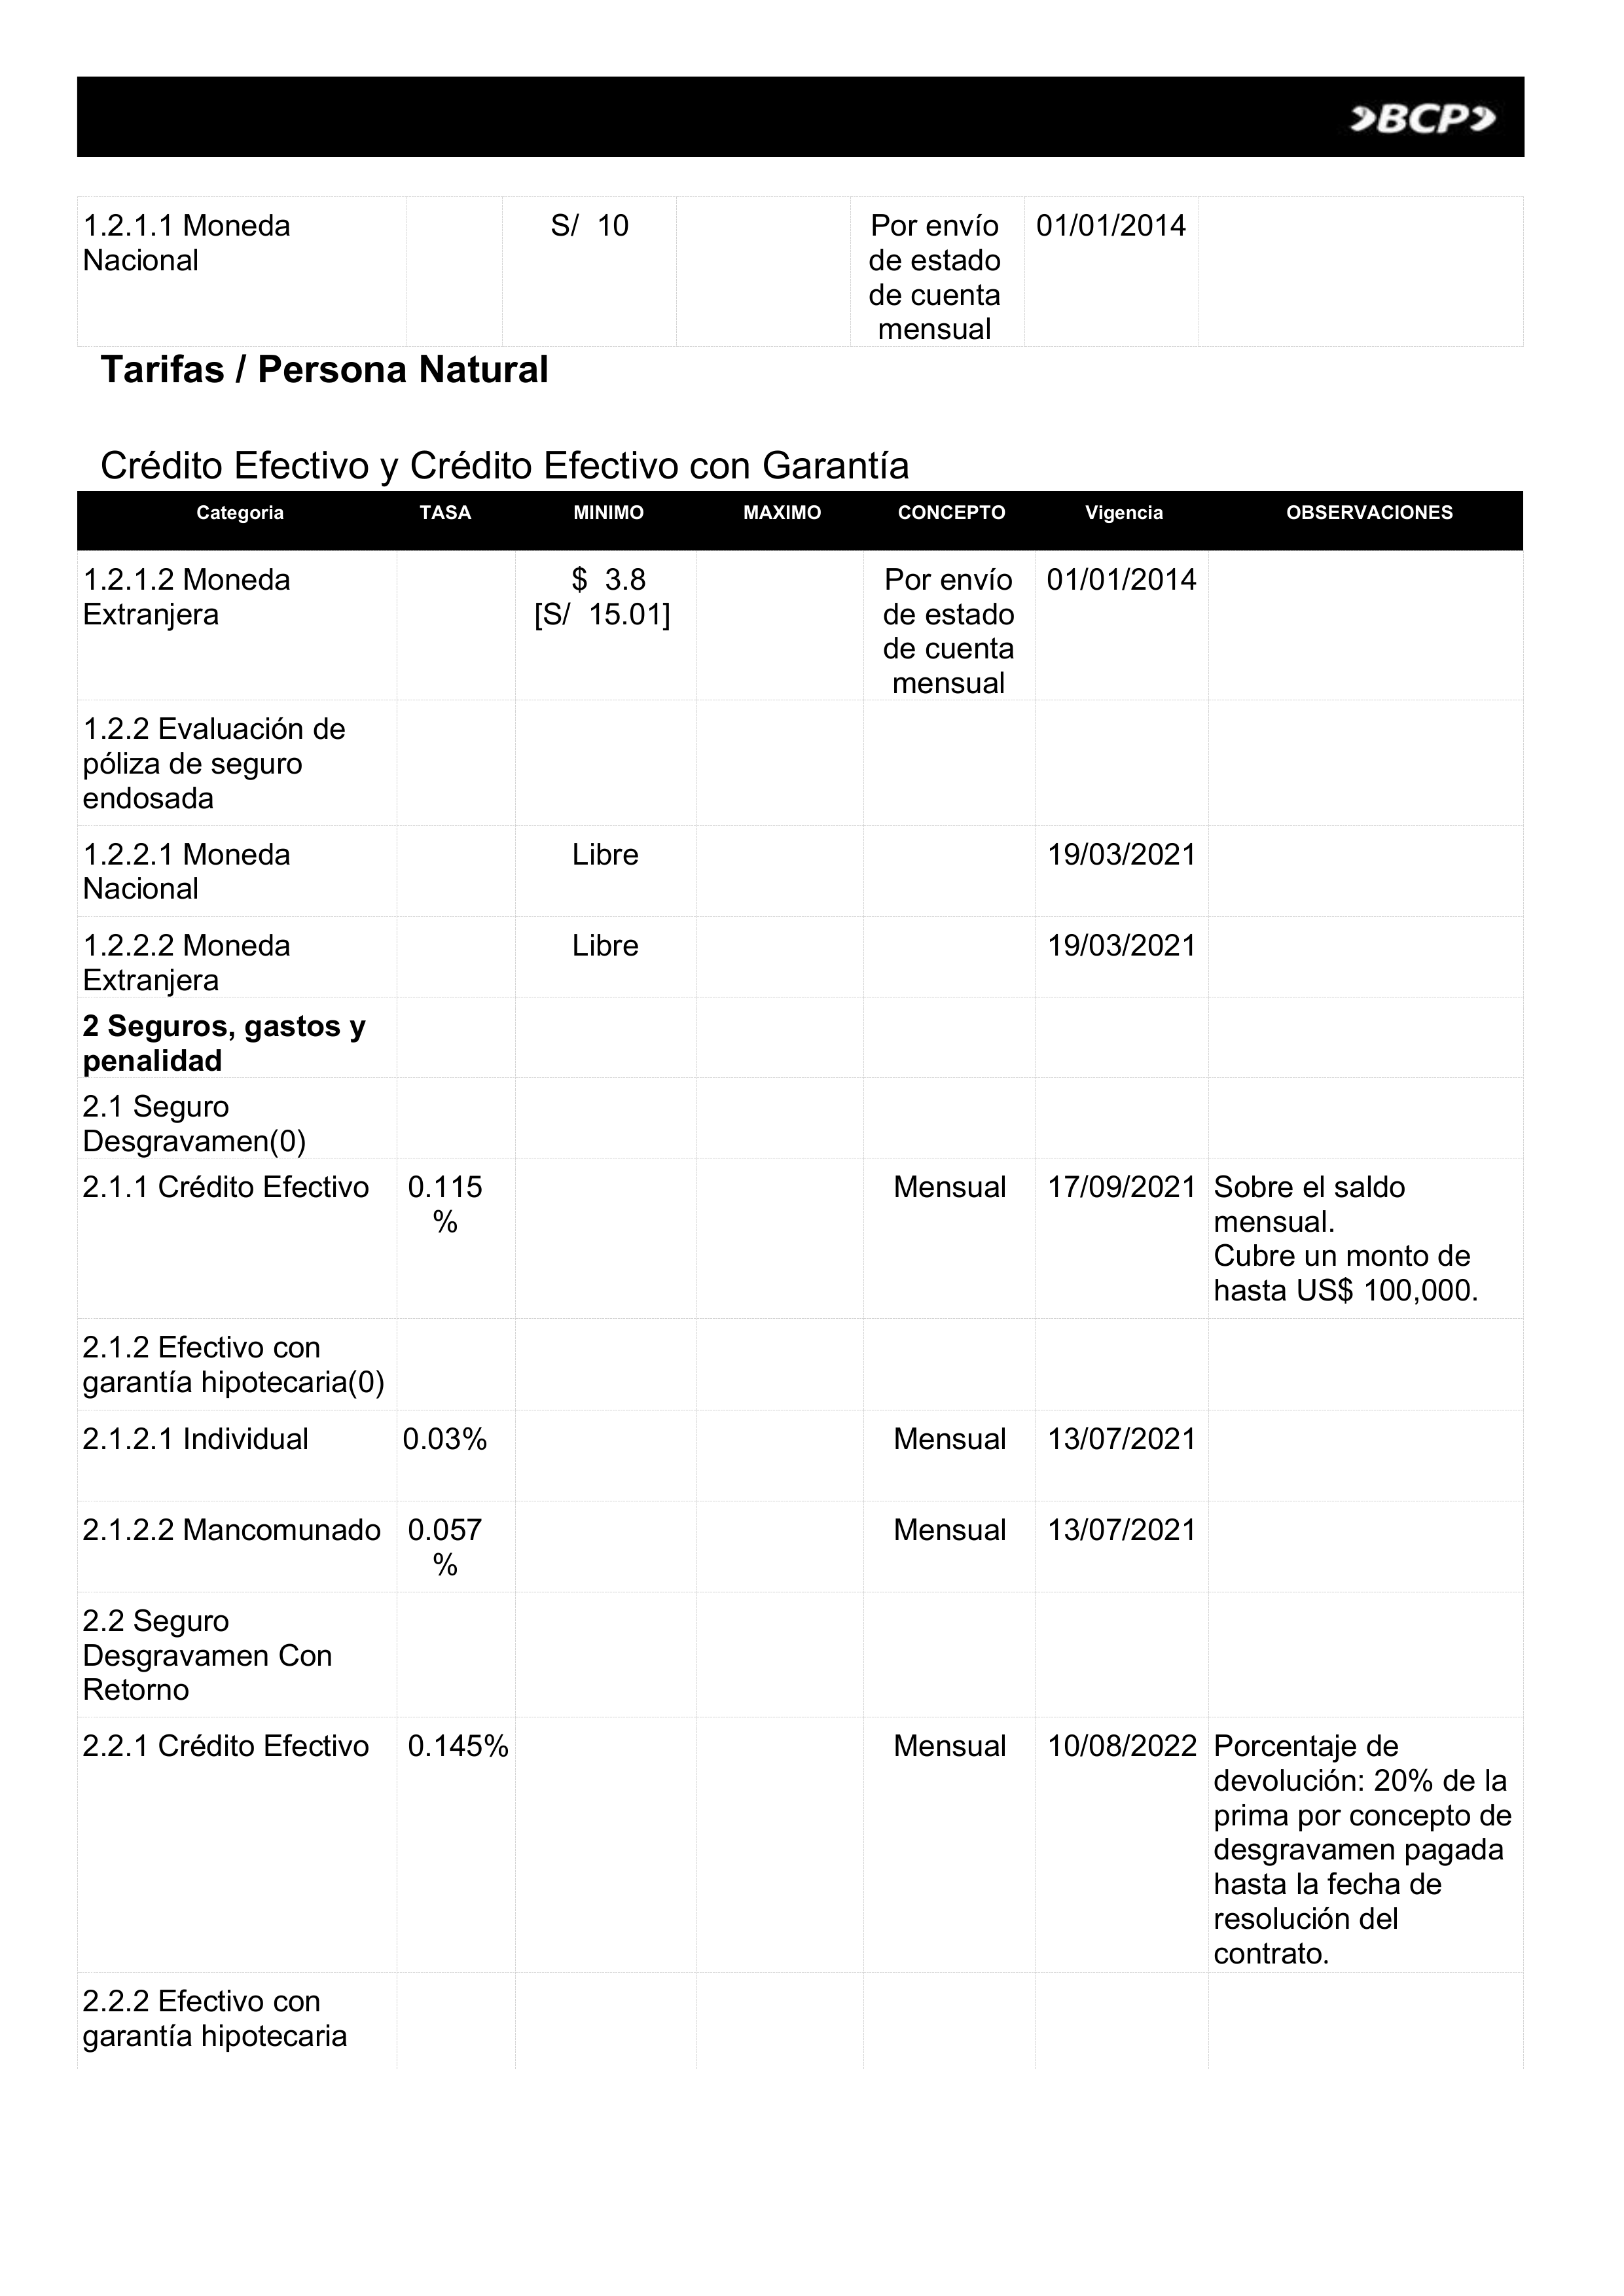 BCP
1.2.1.1 Moneda
Nacional
S/ 10
Por envío
de estado
de cuenta
mensual
01/01/2014
Tarifas / Persona Natural
Crédito Efectivo y Crédito Efectivo con Garantía
Categoria TASA MINIMO MAXIMO CONCEPTO Vigencia OBSERVACIONES
1.2.1.2 Moneda
Extranjera
$ 3.8
[S/ 15.01]
Por envío
de estado
de cuenta
mensual
01/01/2014
1.2.2 Evaluación de
póliza de seguro
endosada
1.2.2.1 Moneda
Nacional
Libre
19/03/2021
1.2.2.2 Moneda
Extranjera
Libre
19/03/2021
2 Seguros, gastos y
penalidad
2.1 Seguro
Desgravamen(0)
2.1.1 Crédito Efectivo
0.115
%
Mensual
17/09/2021
Sobre el saldo
mensual.
Cubre un monto de
hasta US$ 100,000.
2.1.2 Efectivo con
garantía hipotecaria(0)
2.1.2.1 Individual
0.03%
Mensual
13/07/2021
2.1.2.2 Mancomunado
0.057
%
Mensual
13/07/2021
2.2 Seguro
Desgravamen Con
Retorno
2.2.1 Crédito Efectivo
0.145%
Mensual
10/08/2022
Porcentaje de
devolución: 20% de la
prima por concepto de
desgravamen pagada
hasta la fecha de
resolución del
contrato.
2.2.2 Efectivo con
garantía hipotecaria